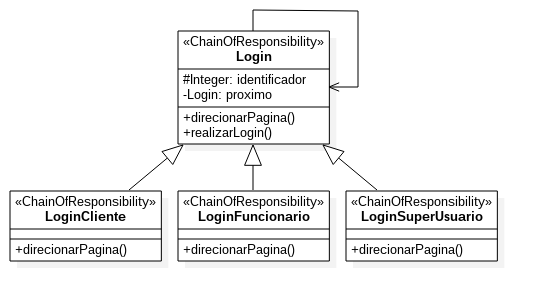 «ChainOfResponsibility»
Login
#Integer: identificador
-Login: proximo
+direcionarPagina()
+realizarLogin()
«ChainOfResponsibility»
LoginCliente
+direcionarPagina()
«ChainOfResponsibility»
LoginFuncionario
+direcionarPagina()
«ChainOfResponsibility»
LoginSuperUsuario
+direcionarPagina()